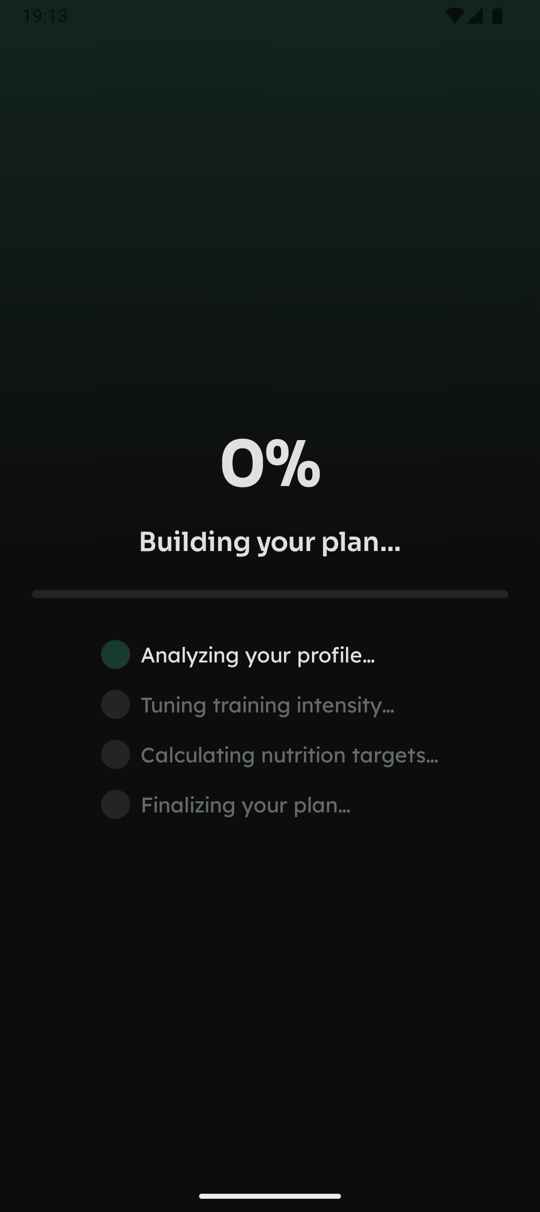 19:13
0%
Building your plan...
Analyzing your profile...
Tuning training intensity...
Calculating nutrition targets...
Finalizing your plan...